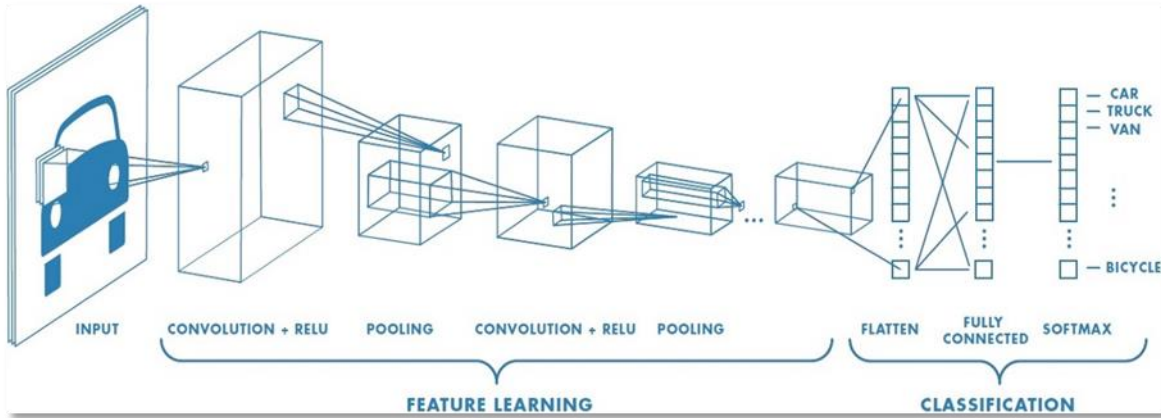 CAR
TRUCK
VAN
BICYCLE
INPUT
CONVOLUTION + RELU
POOLING
CONVOLUTION + RELU
POOLING
FLATTEN
FULLY
CONNECTED
SOFTMAX
FEATURE LEARNING
CLASSIFICATION